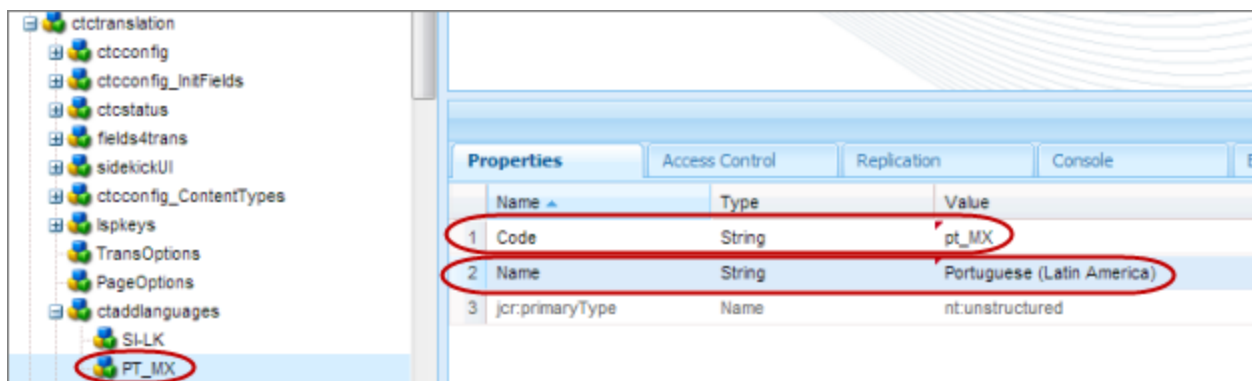 ctctranslation
ctcconfig
ctcconfig_InitFields
ctcstatus
fields4trans
sidekickUI
ctcconfig_ContentTypes
lspkeys
TransOptions
PageOptions
ctaddlanguages
SI-LK
PT_MX
Properties Access Control Replication Console
Name Type Value
1 Code String pt_MX
2 Name String Portuguese (Latin America)
3 jcr:primaryType Name nt:unstructured